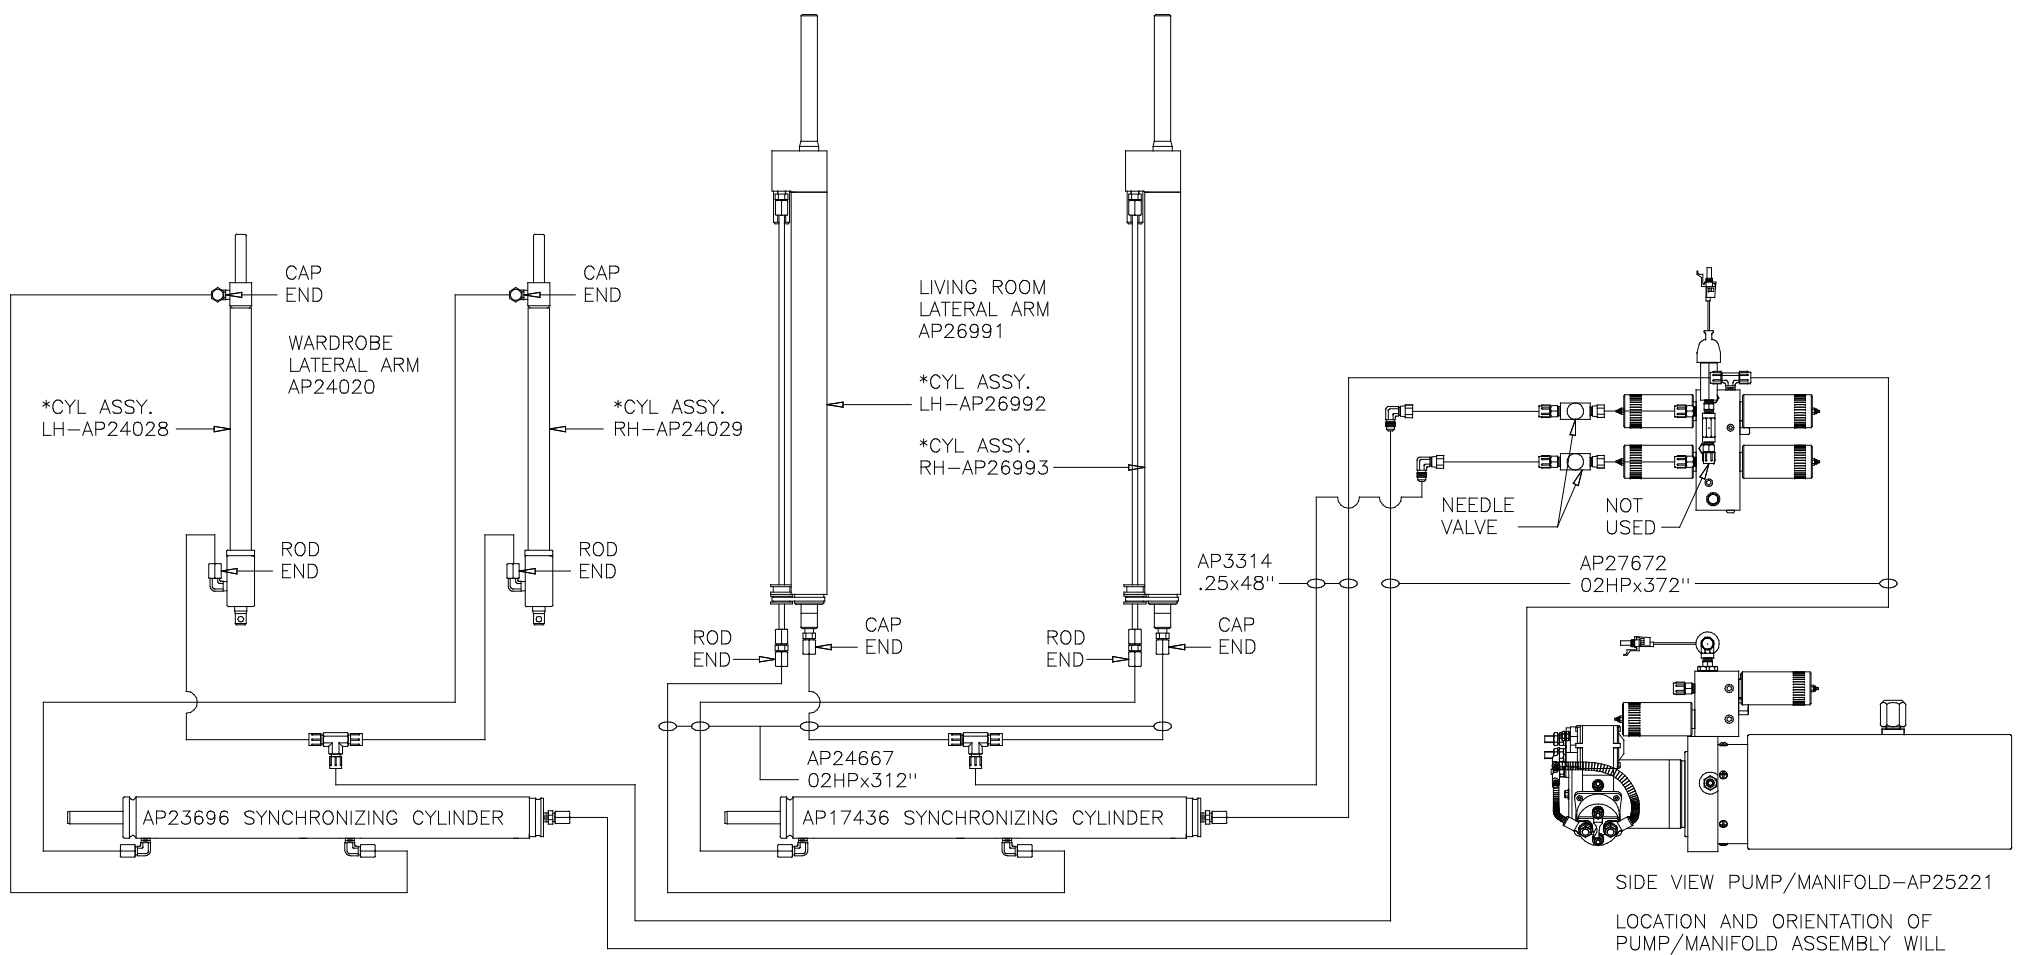 CAP
END
WARDROBE
LATERAL ARM
AP24020
*CYL ASSY.
LH-AP24028
ROD
END
CAP
END
*CYL ASSY.
RH-AP24029
ROD
END
LIVING ROOM
LATERAL ARM
AP26991
*CYL ASSY.
LH-AP26992
*CYL ASSY.
RH-AP26993
ROD
END
CAP
END
ROD
END
CAP
END
AP3314
.25x48"
NEEDLE
VALVE
NOT
USED
AP27672
02HPx372"
AP24667
02HPx312"
AP23696 SYNCHRONIZING CYLINDER
AP17436 SYNCHRONIZING CYLINDER
SIDE VIEW PUMP/MANIFOLD-AP25221
LOCATION AND ORIENTATION OF
PUMP/MANIFOLD ASSEMBLY WILL